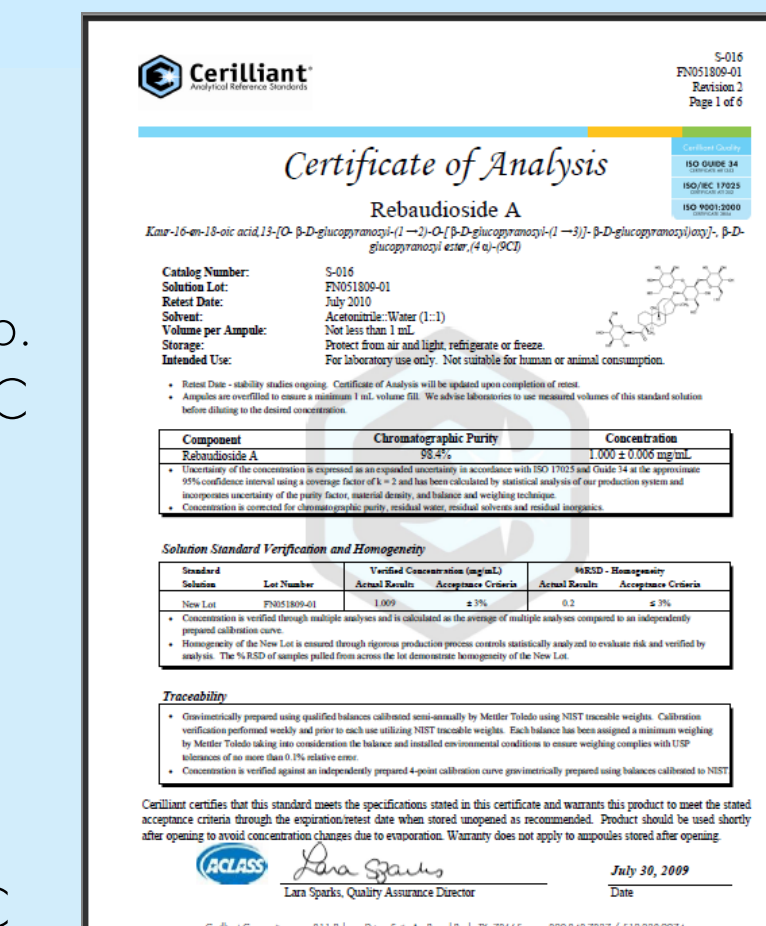 Cerilliant
Analytical Reference Standards
S-016
FN051809-01
Revision 2
Page 1 of 6
Certificate of Analysis
Cerilliant Quality
ISO GUIDE 34
ISO/IEC 17025
ISO 9001:2000
Rebaudioside A
Kaur-16-en-18-oic acid,13-[O- β-D-glucopyranosyl-(1 →2)-O-[ β-D-glucopyranosyl-(1 →3)]- β-D-glucopyranosyl)oxy]-, β-D-
glucopyranosyl ester,(4 α)-(9CI)
Catalog Number: S-016
Solution Lot: FN051809-01
Retest Date: July 2010
Solvent: Acetonitrile::Water (1::1)
Volume per Ampule: Not less than 1 mL
Storage: Protect from air and light, refrigerate or freeze.
Intended Use: For laboratory use only. Not suitable for human or animal consumption.
• Retest Date - stability studies ongoing. Certificate of Analysis will be updated upon completion of retest.
• Ampules are overfilled to ensure a minimum 1 mL volume fill. We advise laboratories to use measured volumes of this standard solution
before diluting to the desired concentration.
Component Chromatographic Purity Concentration
Rebaudioside A 98.4% 1.000 ± 0.006 mg/mL
• Uncertainty of the concentration is expressed as an expanded uncertainty in accordance with ISO 17025 and Guide 34 at the approximate
95% confidence interval using a coverage factor of k = 2 and has been calculated by statistical analysis of our production system and
incorporates uncertainty of the purity factor, material density, and balance and weighing technique.
• Concentration is corrected for chromatographic purity, residual water, residual solvents and residual inorganics.
Solution Standard Verification and Homogeneity
Standard Verified Concentration (mg/mL) %RSD - Homogeneity
Solution Lot Number Actual Results Acceptance Criteria Actual Results Acceptance Criteria
New Lot FN051809-01 1.009 ± 3% 0.2 ≤ 3%
• Concentration is verified through multiple analyses and is calculated as the average of multiple analyses compared to an independently
prepared calibration curve.
• Homogeneity of the New Lot is ensured through rigorous production process controls statistically analyzed to evaluate risk and verified by
analysis. The % RSD of samples pulled from across the lot demonstrate homogeneity of the New Lot.
Traceability
• Gravimetrically prepared using qualified balances calibrated semi-annually by Mettler Toledo using NIST traceable weights. Calibration
verification performed weekly and prior to each use utilizing NIST traceable weights. Each balance has been assigned a minimum weighing
by Mettler Toledo taking into consideration the balance and installed environmental conditions to ensure weighing complies with USP
tolerances of no more than 0.1% relative error.
• Concentration is verified against an independently prepared 4-point calibration curve gravimetrically prepared using balances calibrated to NIST.
Cerilliant certifies that this standard meets the specifications stated in this certificate and warrants this product to meet the stated
acceptance criteria through the expiration/retest date when stored unopened as recommended. Product should be used shortly
after opening to avoid concentration changes due to evaporation. Warranty does not apply to ampoules stored after opening.
ACLASS Lara Sparks July 30, 2009
Lara Sparks, Quality Assurance Director Date